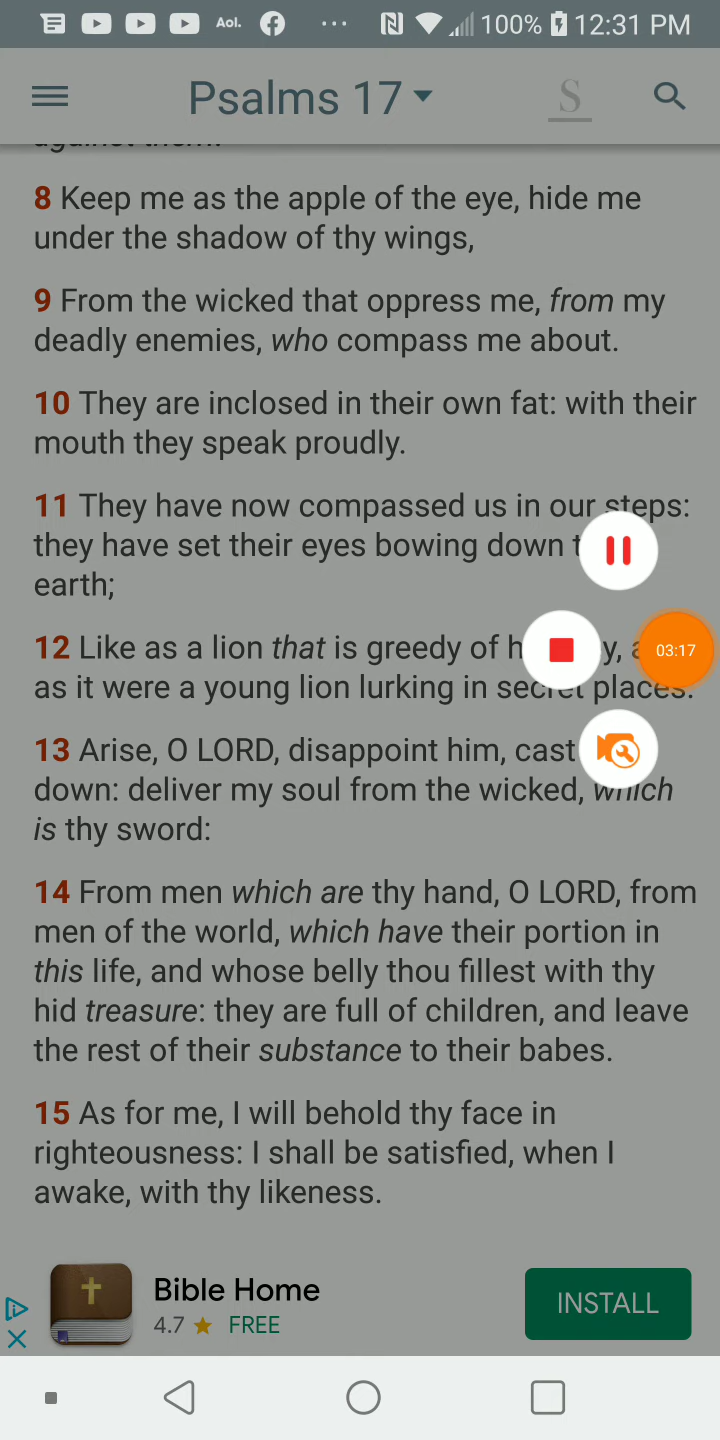 Aol. 100% 12:31 PM
Psalms 17 S
8 Keep me as the apple of the eye, hide me
under the shadow of thy wings,
9 From the wicked that oppress me, from my
deadly enemies, who compass me about.
10 They are inclosed in their own fat: with their
mouth they speak proudly.
11 They have now compassed us in our steps:
they have set their eyes bowing down
earth;
12 Like as a lion that is greedy of
03:17
as it were a young lion lurking in secret places.
13 Arise, O LORD, disappoint him, cast
down: deliver my soul from the wicked, which
is thy sword:
14 From men which are thy hand, O LORD, from
men of the world, which have their portion in
this life, and whose belly thou fillest with thy
hid treasure: they are full of children, and leave
the rest of their substance to their babes.
15 As for me, I will behold thy face in
righteousness: I shall be satisfied, when I
awake, with thy likeness.
Bible Home
4.7 FREE
INSTALL